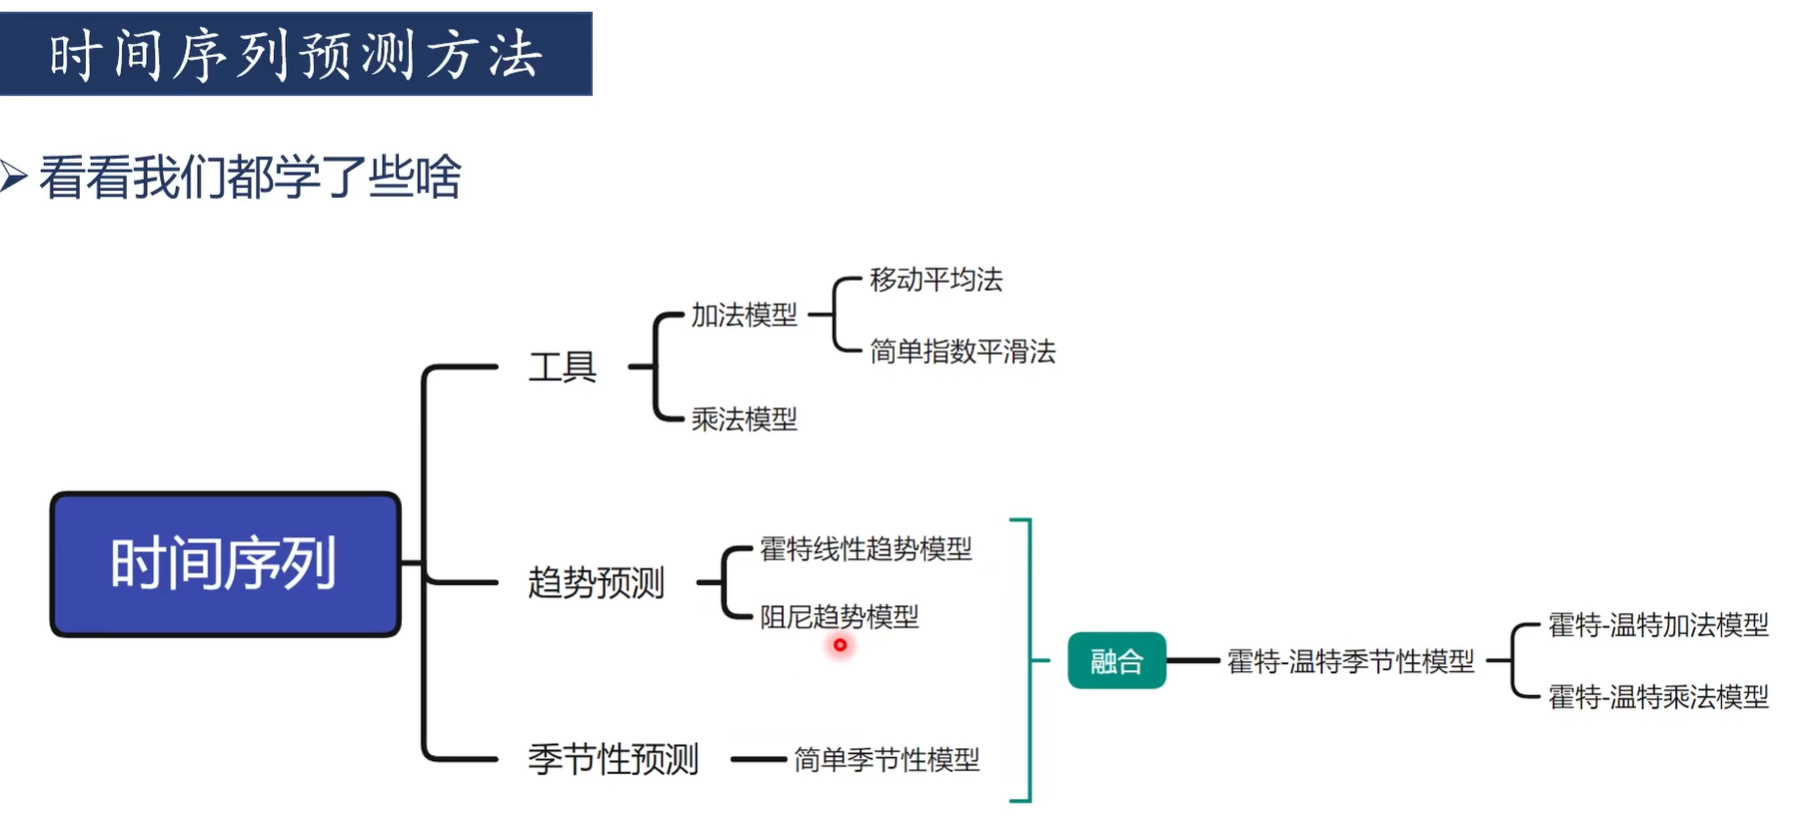 时间序列预测方法
看看我们都学了些啥
移动平均法
加法模型
简单指数平滑法
工具
乘法模型
时间序列
霍特线性趋势模型
趋势预测
阻尼趋势模型
融合
霍特-温特季节性模型
霍特-温特加法模型
霍特-温特乘法模型
季节性预测
简单季节性模型